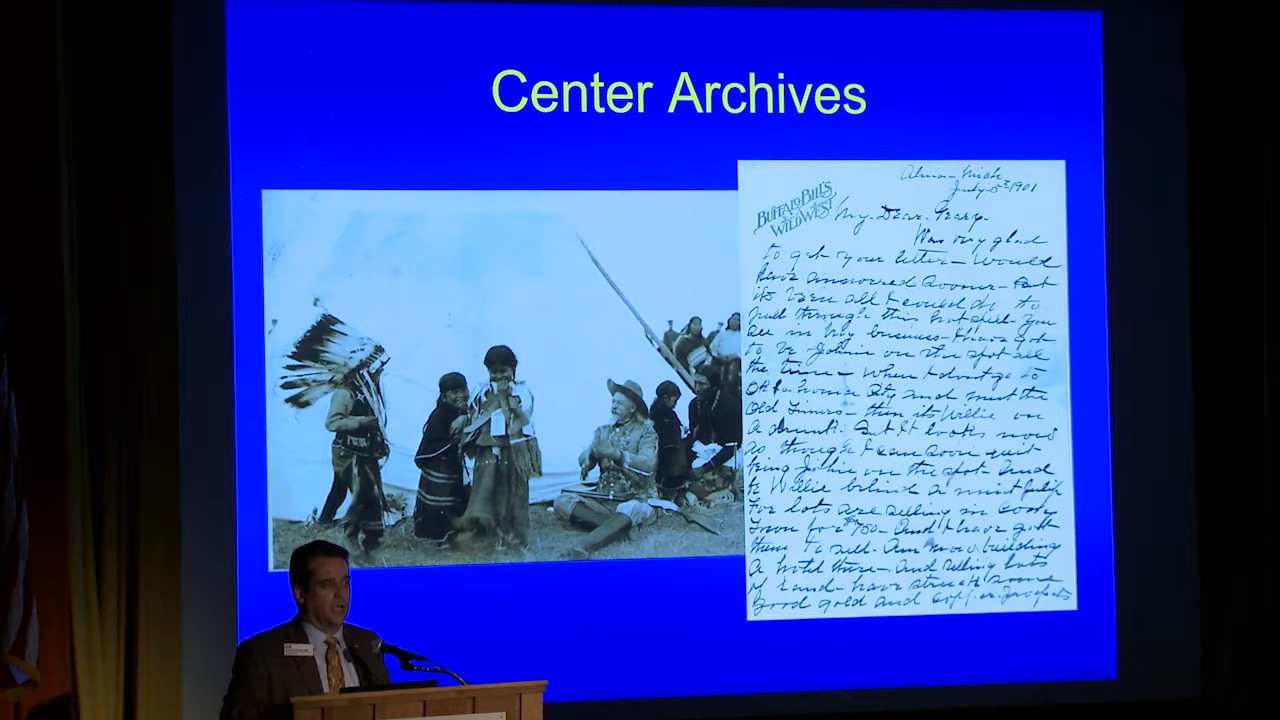 Center Archives
BUFFALO BILL'S
WILD WEST
Alma - Mich
July 5th 1901
My - Dear - Pearp -
Was very glad
to get your letter - Would
have answered sooner - But
its been all I could do to
pull through this hot spell - You
see in my business - I have got
to be Johnie on the spot all
the time - When I dont go to
Oklahoma City and meet the
Old Timers - then its Willie on
a drunk. But it looks now
as though I can soon quit
being Johnie on the spot and
be Willie behind a mint Julip
For lots are selling in Cody
Town for $750 - And I have got
them to sell - Am now building
a hotel there - And selling lots
of land - have struck some
good gold and copper